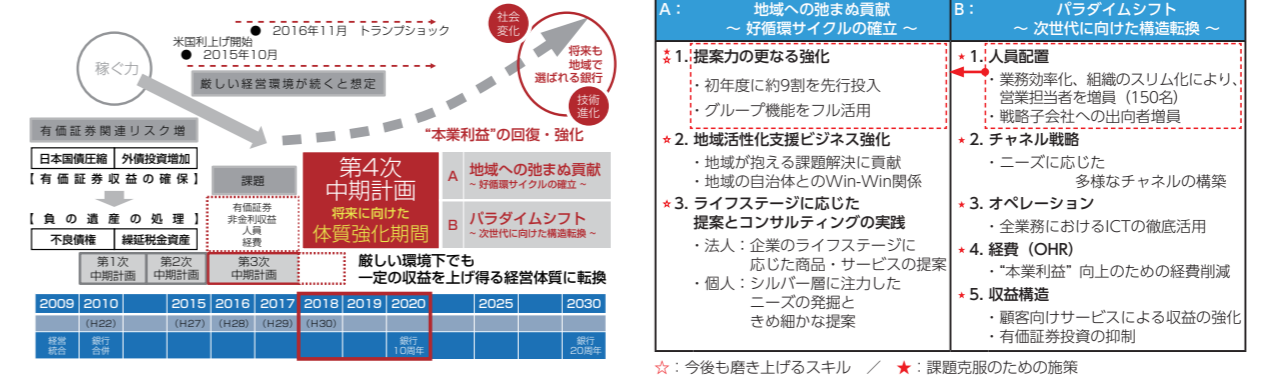 社会
変化
● 2016年11月 トランプショック
米国利上げ開始
● 2015年10月
稼ぐ力
厳しい経営環境が続くと想定
将来も
地域で
選ばれる銀行
技術
進化
有価証券関連リスク増
日本国債圧縮 外債投資増加
【有価証券収益の確保】
【負の遺産の処理】
不良債権 繰延税金資産
課題
有価証券
非金利収益
人員
経費
第1次
中期計画
第2次
中期計画
第3次
中期計画
“本業利益”の回復・強化
第4次
中期計画
将来に向けた
体質強化期間
A 地域への弛まぬ貢献
~ 好循環サイクルの確立 ~
B パラダイムシフト
~ 次世代に向けた構造転換 ~
厳しい環境下でも
一定の収益を上げ得る経営体質に転換
2009 2010 2015 2016 2017 2018 2019 2020 2025 2030
(H22) (H27) (H28) (H29) (H30)
経営
統合
銀行
合併
銀行
10周年
銀行
20周年
A: 地域への弛まぬ貢献
~ 好循環サイクルの確立 ~
☆☆ 1. 提案力の更なる強化
・初年度に約9割を先行投入
・グループ機能をフル活用
☆ 2. 地域活性化支援ビジネス強化
・地域が抱える課題解決に貢献
・地域の自治体とのWin-Win関係
☆ 3. ライフステージに応じた
提案とコンサルティングの実践
・法人:企業のライフステージに
応じた商品・サービスの提案
・個人:シルバー層に注力した
ニーズの発掘と
きめ細かな提案
B: パラダイムシフト
~ 次世代に向けた構造転換 ~
★ 1. 人員配置
・業務効率化、組織のスリム化により、
営業担当者を増員(150名)
・戦略子会社への出向者増員
★ 2. チャネル戦略
・ニーズに応じた
多様なチャネルの構築
★ 3. オペレーション
・全業務におけるICTの徹底活用
★ 4. 経費(OHR)
・“本業利益”向上のための経費削減
★ 5. 収益構造
・顧客向けサービスによる収益の強化
・有価証券投資の抑制
☆:今後も磨き上げるスキル / ★:課題克服のための施策